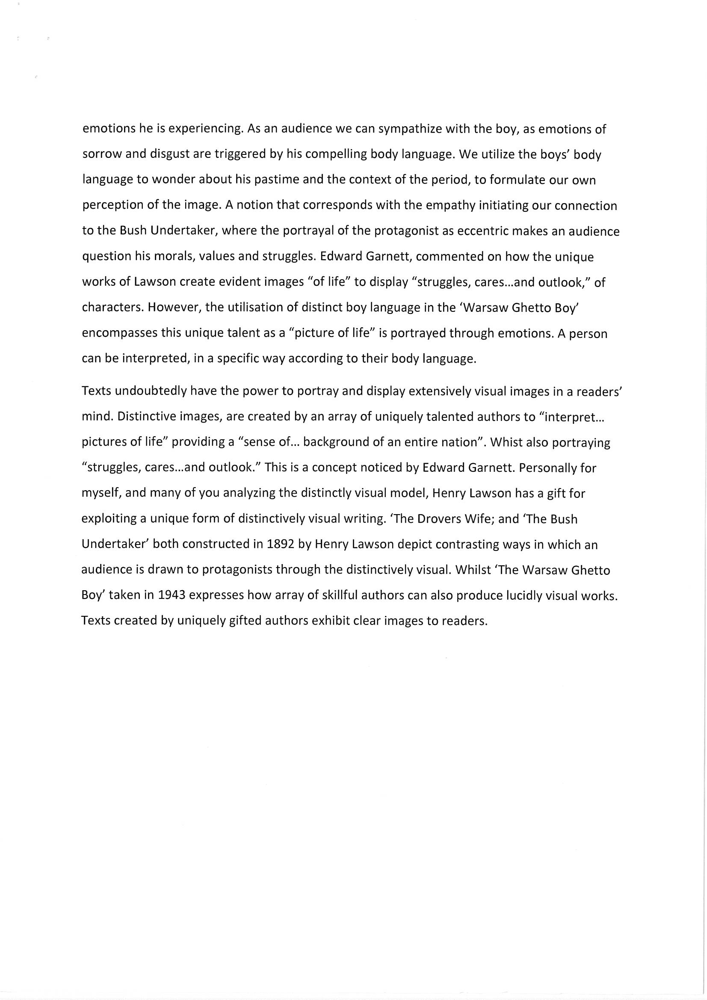 emotions he is experiencing. As an audience we can sympathize with the boy, as emotions of
sorrow and disgust are triggered by his compelling body language. We utilize the boys’ body
language to wonder about his pastime and the context of the period, to formulate our own
perception of the image. A notion that corresponds with the empathy initiating our connection
to the Bush Undertaker, where the portrayal of the protagonist as eccentric makes an audience
question his morals, values and struggles. Edward Garnett, commented on how the unique
works of Lawson create evident images “of life” to display “struggles, cares...and outlook,” of
characters. However, the utilisation of distinct boy language in the ‘Warsaw Ghetto Boy’
encompasses this unique talent as a “picture of life” is portrayed through emotions. A person
can be interpreted, in a specific way according to their body language.
Texts undoubtedly have the power to portray and display extensively visual images in a readers’
mind. Distinctive images, are created by an array of uniquely talented authors to “interpret...
pictures of life” providing a “sense of... background of an entire nation”. Whist also portraying
“struggles, cares...and outlook.” This is a concept noticed by Edward Garnett. Personally for
myself, and many of you analyzing the distinctly visual model, Henry Lawson has a gift for
exploiting a unique form of distinctively visual writing. ‘The Drovers Wife; and ‘The Bush
Undertaker’ both constructed in 1892 by Henry Lawson depict contrasting ways in which an
audience is drawn to protagonists through the distinctively visual. Whilst ‘The Warsaw Ghetto
Boy’ taken in 1943 expresses how array of skillful authors can also produce lucidly visual works.
Texts created by uniquely gifted authors exhibit clear images to readers.